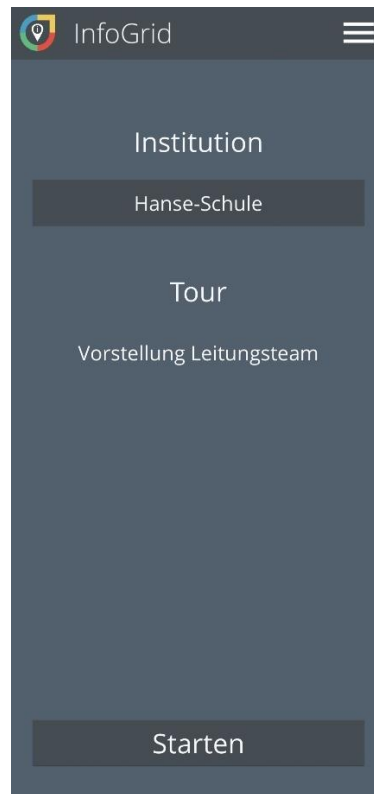 InfoGrid
Institution
Hanse-Schule
Tour
Vorstellung Leitungsteam
Starten